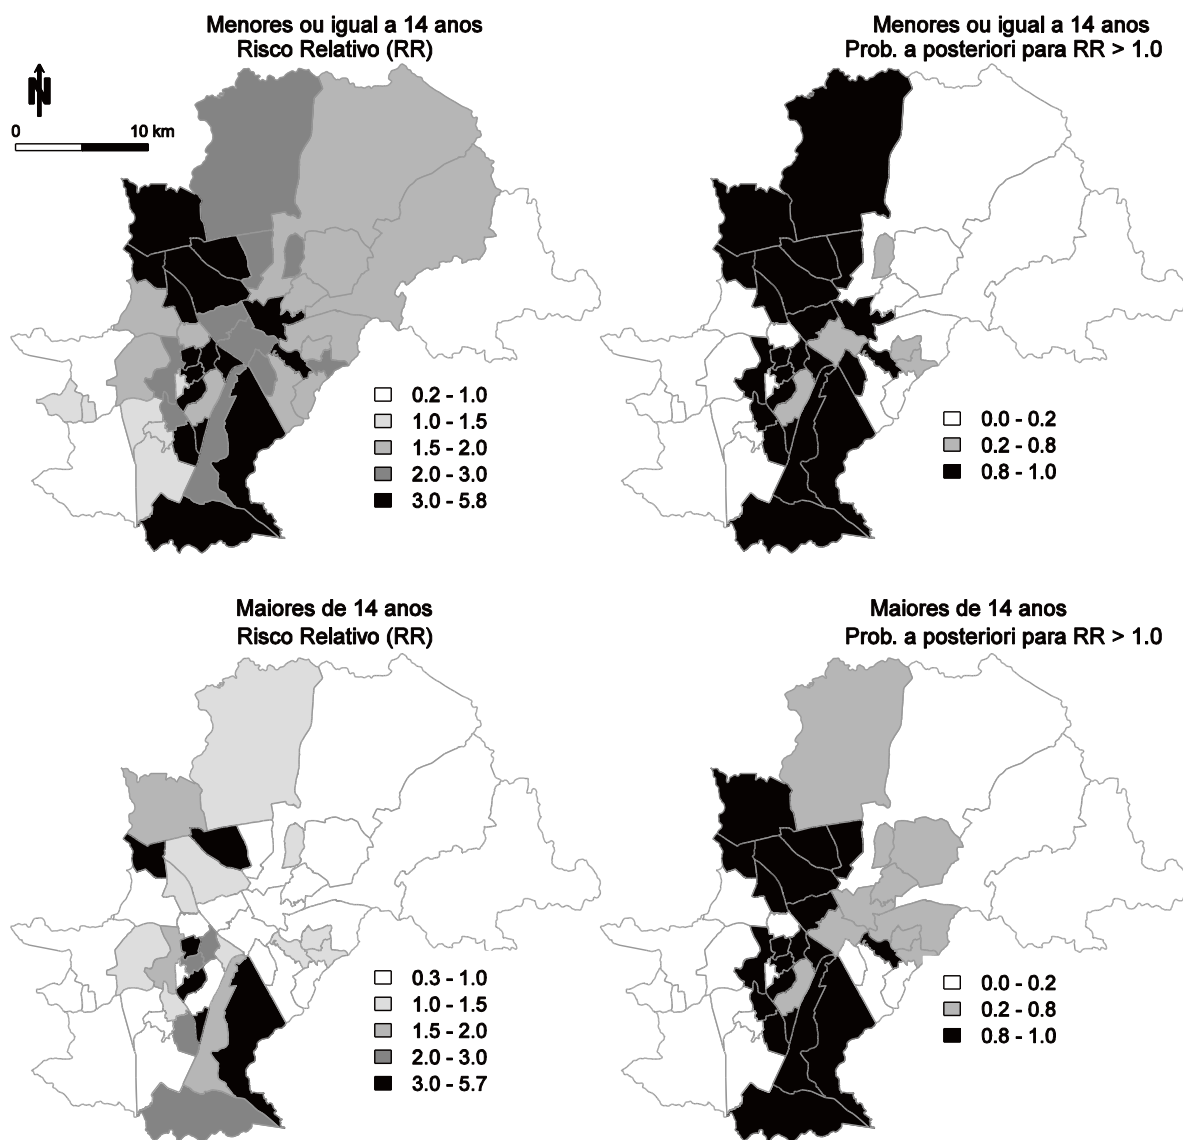 Menores ou igual a 14 anos
Risco Relativo (RR)
N
0 10 km
0.2 - 1.0
1.0 - 1.5
1.5 - 2.0
2.0 - 3.0
3.0 - 5.8
Menores ou igual a 14 anos
Prob. a posteriori para RR > 1.0
0.0 - 0.2
0.2 - 0.8
0.8 - 1.0
Maiores de 14 anos
Risco Relativo (RR)
0.3 - 1.0
1.0 - 1.5
1.5 - 2.0
2.0 - 3.0
3.0 - 5.7
Maiores de 14 anos
Prob. a posteriori para RR > 1.0
0.0 - 0.2
0.2 - 0.8
0.8 - 1.0